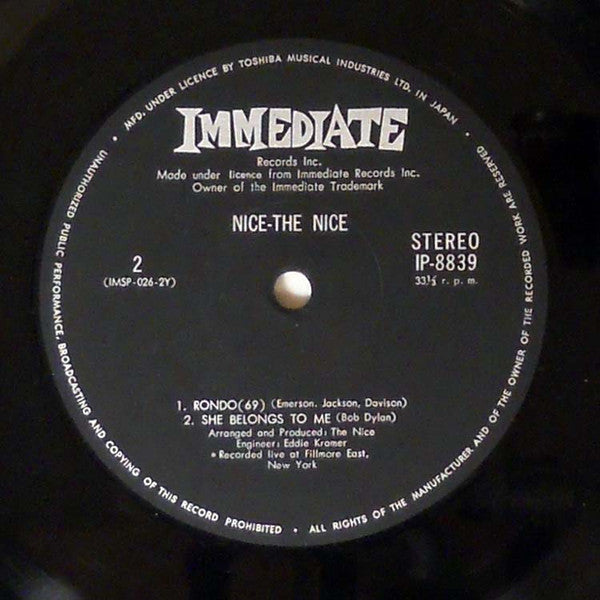 • MFD. UNDER LICENCE BY TOSHIBA MUSICAL INDUSTRIES LTD. IN JAPAN •
IMMEDIATE
Records Inc.
Made under licence from Immediate Records Inc.
Owner of the Immediate Trademark
NICE-THE NICE
2
(IMSP-026-2Y)
STEREO
IP-8839
33⅓ r. p. m.
1. RONDO(69) (Emerson. Jackson, Davison)
2. SHE BELONGS TO ME (Bob Dylan)
Arranged and Produced: The Nice
Engineer: Eddie Kramer
• Recorded live at Fillmore East,
New York
UNAUTHORIZED PUBLIC PERFORMANCE, BROADCASTING AND COPYING OF THIS RECORD PROHIBITED • ALL RIGHTS OF THE MANUFACTURER AND OF THE OWNER OF THE RECORDED WORK ARE RESERVED